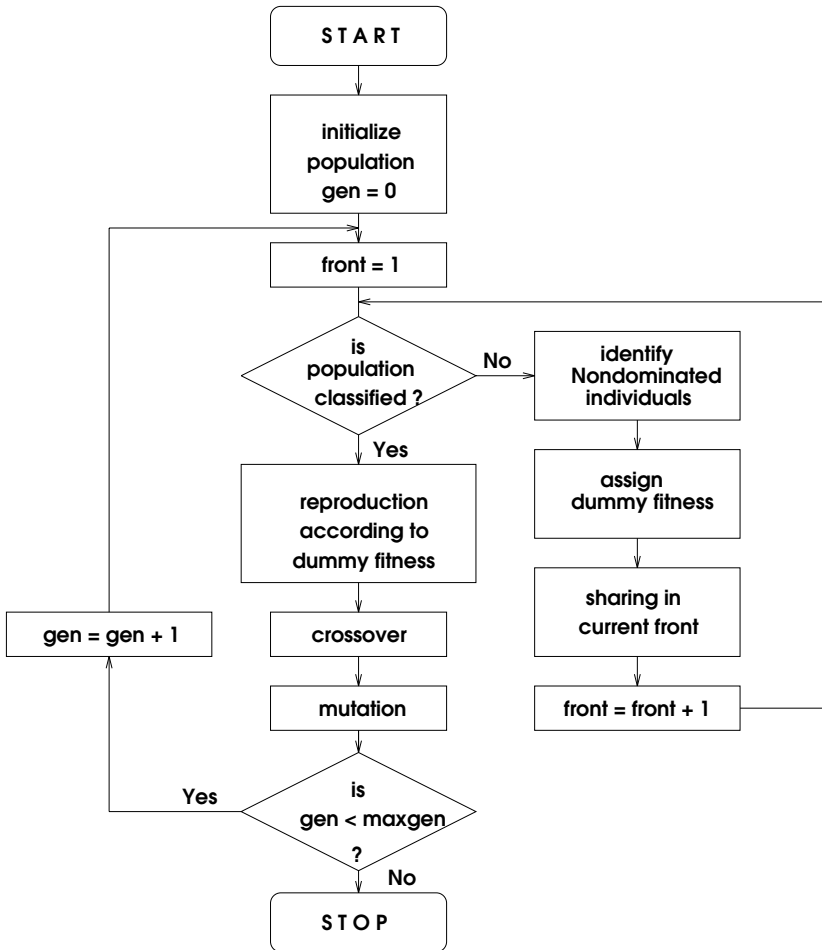 S T A R T
initialize
population
gen = 0
front = 1
is
population
classified ?
No
identify
Nondominated
individuals
Yes
reproduction
according to
dummy fitness
assign
dummy fitness
sharing in
current front
gen = gen + 1
crossover
mutation
front = front + 1
Yes
is
gen < maxgen
?
No
S T O P